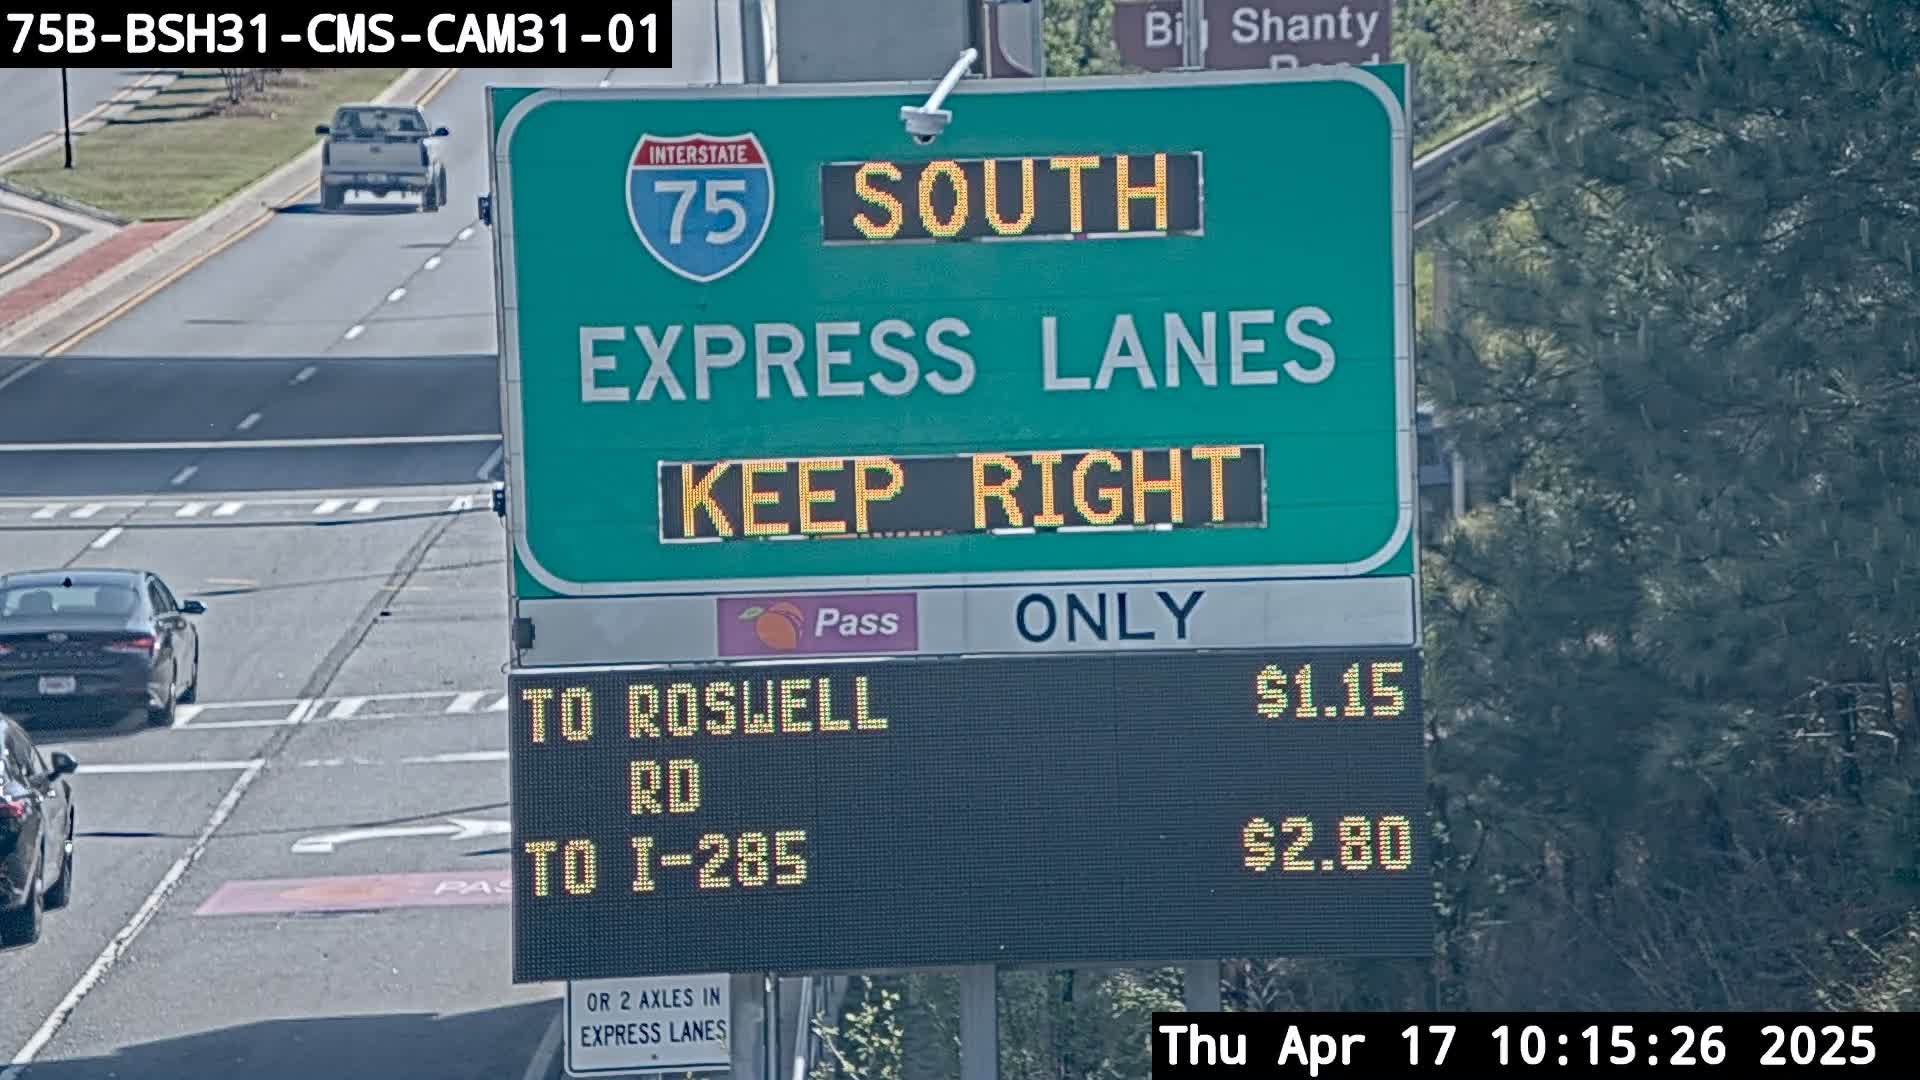 75B-BSH31-CMS-CAM31-01
Big Shanty
Road
INTERSTATE
75
SOUTH
EXPRESS LANES
KEEP RIGHT
Pass ONLY
TO ROSWELL $1.15
RD
TO I-285 $2.80
PAS
OR 2 AXLES IN
EXPRESS LANES
Thu Apr 17 10:15:26 2025